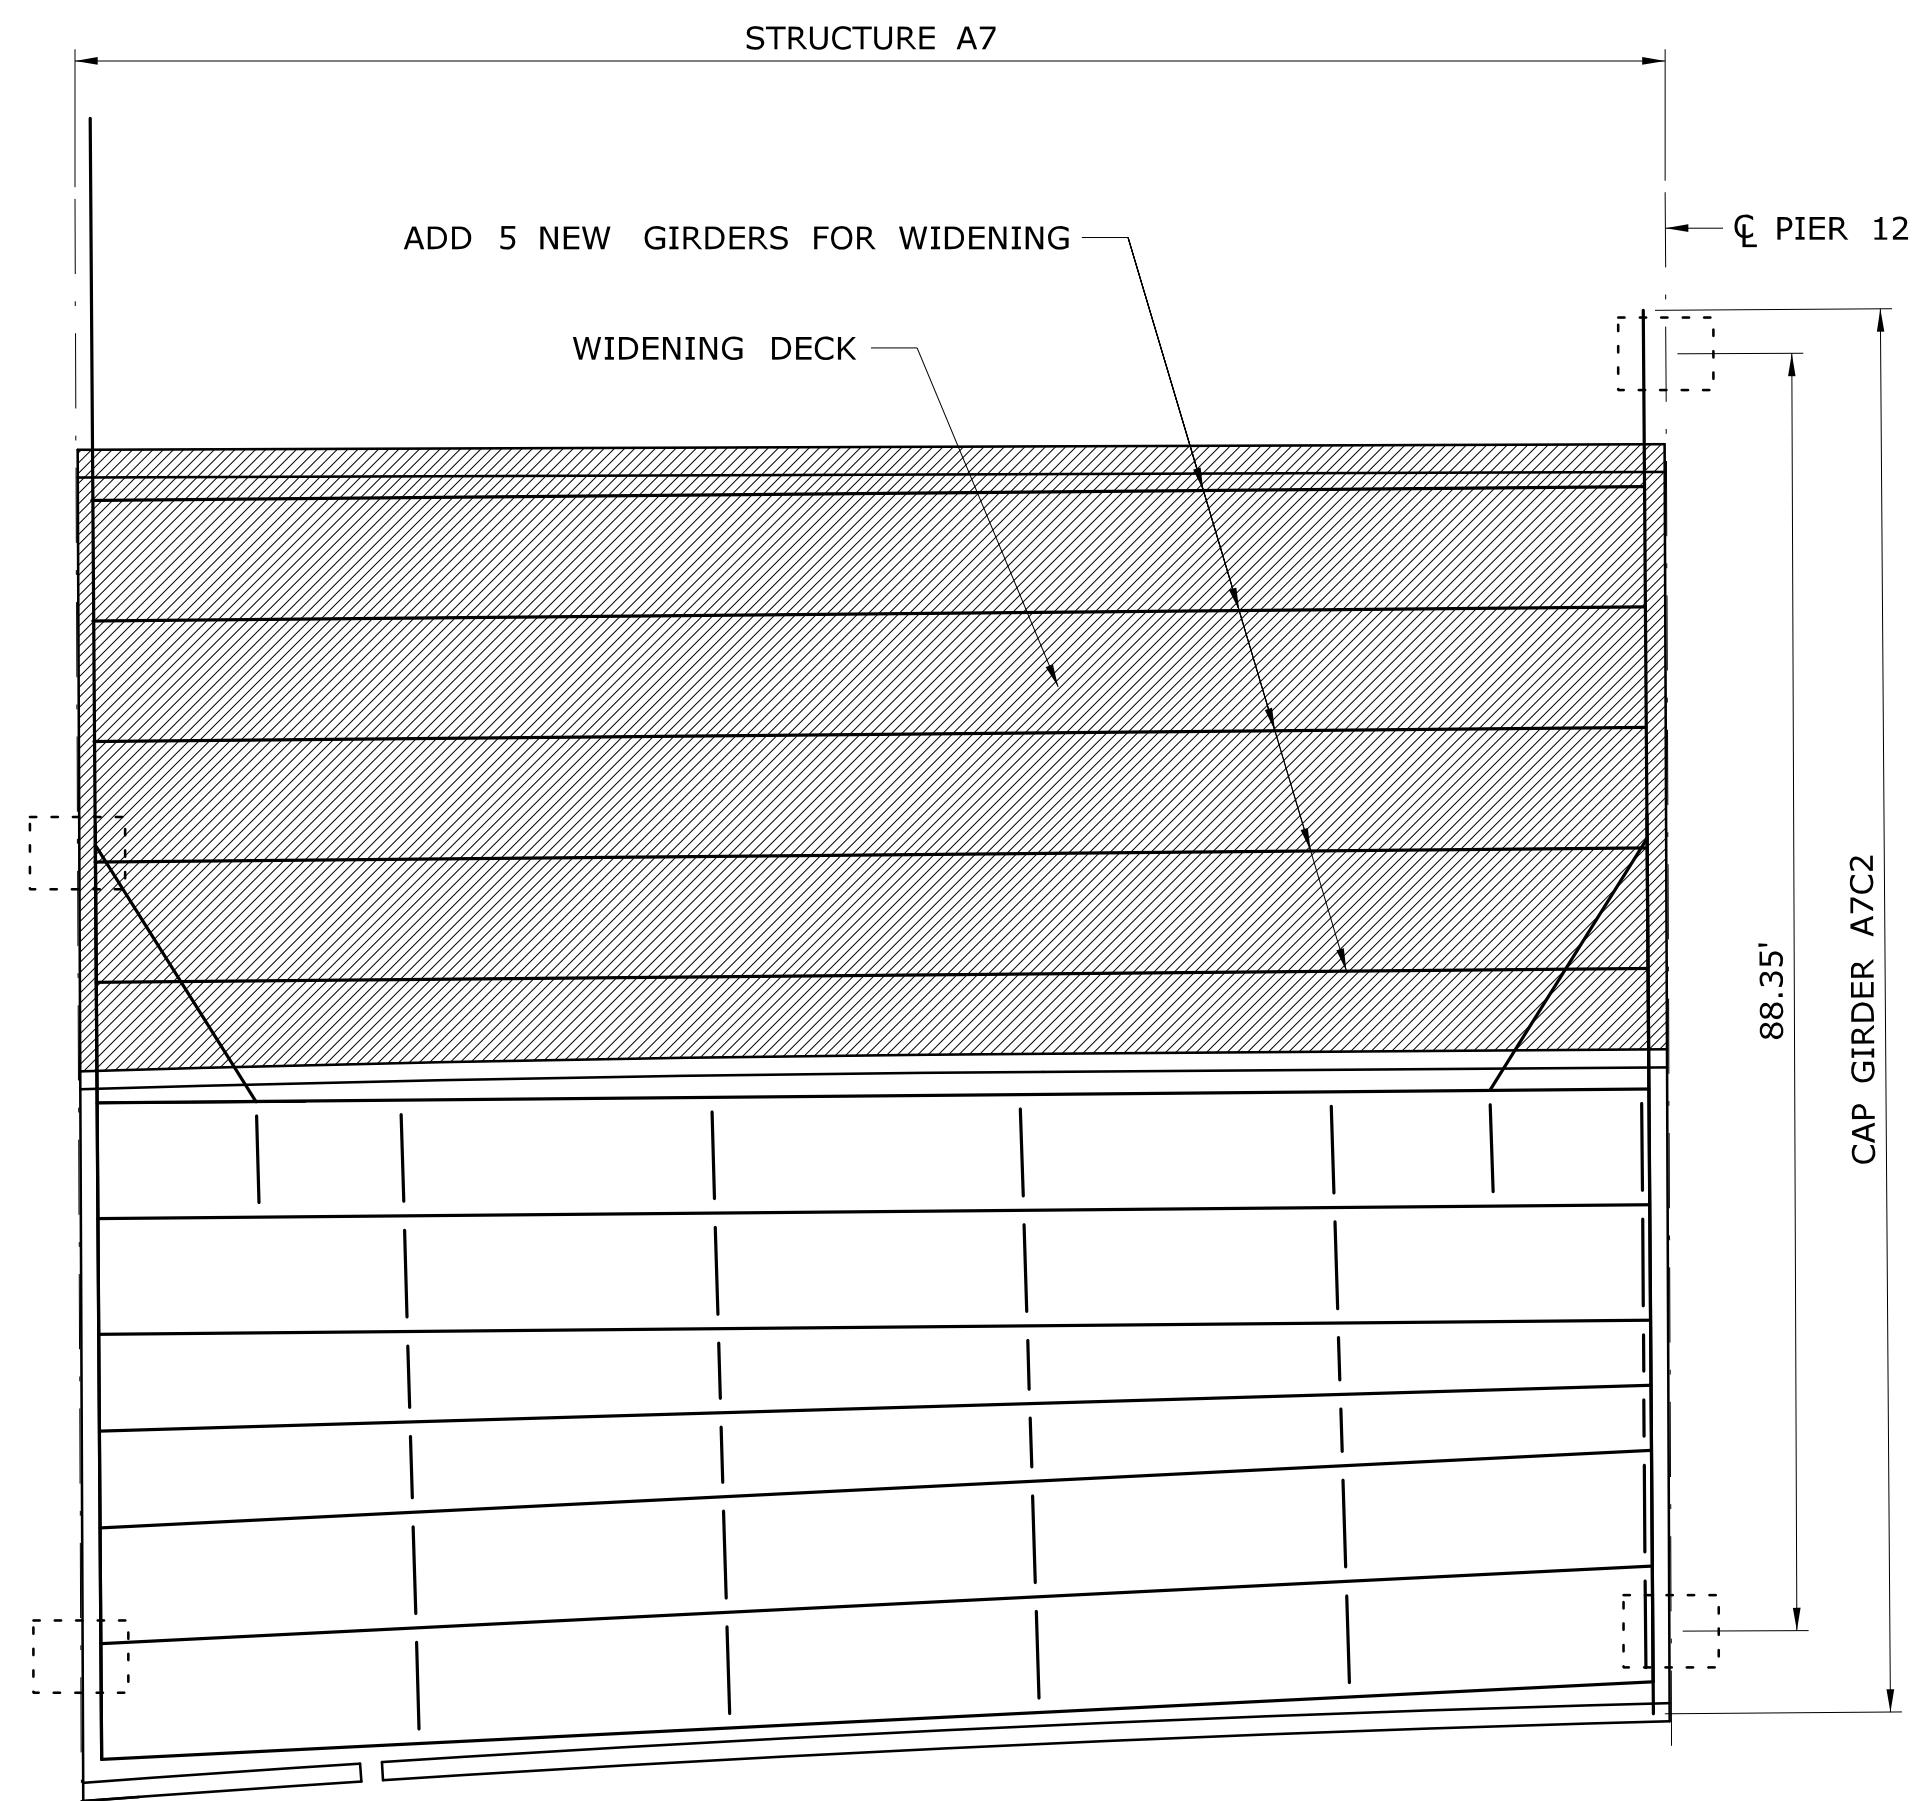 STRUCTURE A7
ADD 5 NEW GIRDERS FOR WIDENING
℄ PIER 12
WIDENING DECK
88.35'
CAP GIRDER A7C2